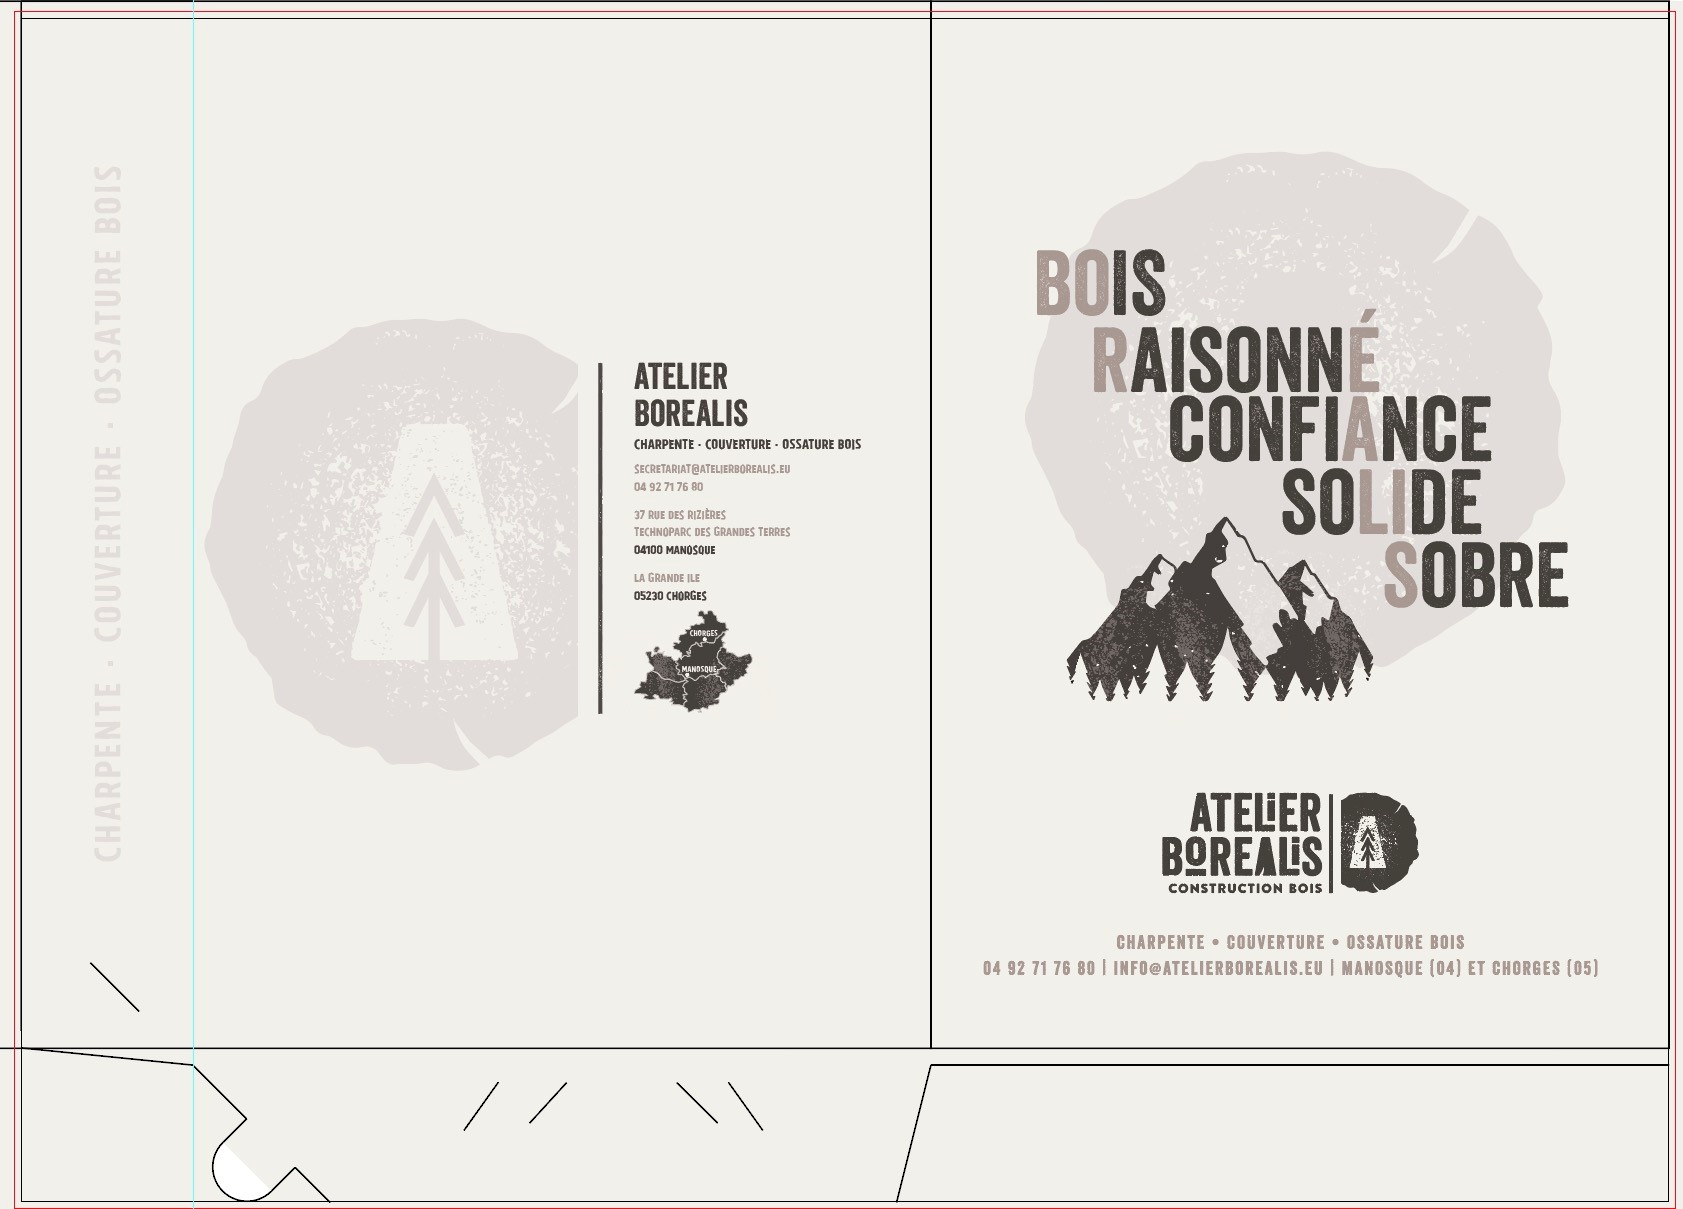 CHARPENTE · COUVERTURE · OSSATURE BOIS
ATELIER
BOREALIS
CHARPENTE · COUVERTURE · OSSATURE BOIS
SECRETARIAT@ATELIERBOREALIS.EU
04 92 71 76 80
37 RUE DES RIZIÈRES
TECHNOPARC DES GRANDES TERRES
04100 MANOSQUE
LA GRANDE ILE
05230 CHORGES
CHORGES
MANOSQUE
BOIS
RAISONNÉ
CONFIANCE
SOLIDE
SOBRE
ATELiER
BOREALiS
CONSTRUCTION BOIS
CHARPENTE • COUVERTURE • OSSATURE BOIS
04 92 71 76 80 | INFO@ATELIERBOREALIS.EU | MANOSQUE (04) ET CHORGES (05)